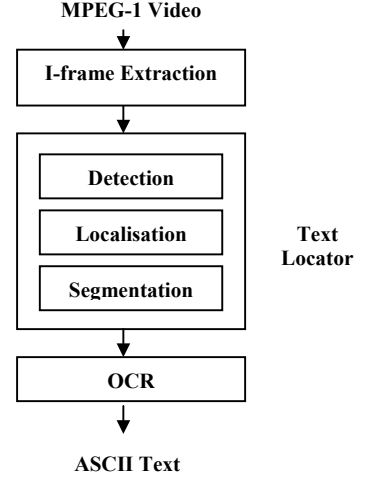 MPEG-1 Video
I-frame Extraction
Detection
Localisation
Segmentation
Text
Locator
OCR
ASCII Text